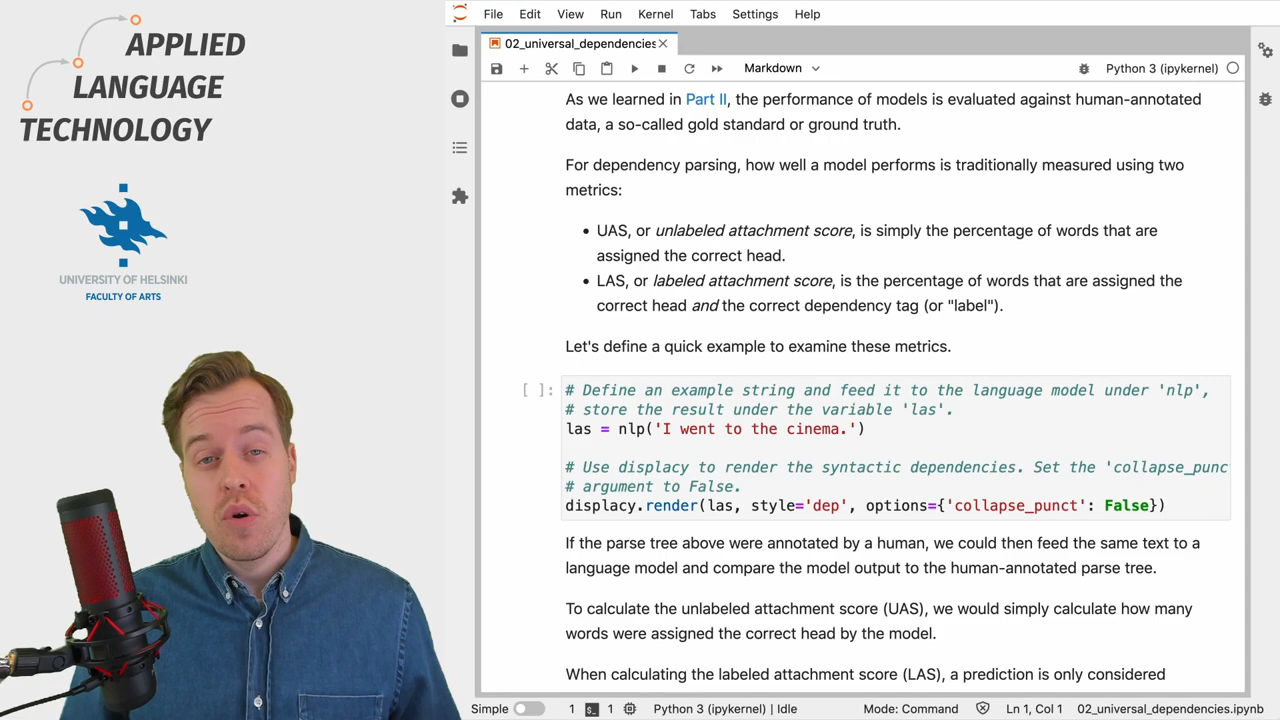 APPLIED
LANGUAGE
TECHNOLOGY
UNIVERSITY OF HELSINKI
FACULTY OF ARTS
File Edit View Run Kernel Tabs Settings Help
02_universal_dependencies
Markdown
Python 3 (ipykernel)
As we learned in Part II, the performance of models is evaluated against human-annotated
data, a so-called gold standard or ground truth.
For dependency parsing, how well a model performs is traditionally measured using two
metrics:
• UAS, or unlabeled attachment score, is simply the percentage of words that are
assigned the correct head.
• LAS, or labeled attachment score, is the percentage of words that are assigned the
correct head and the correct dependency tag (or "label").
Let's define a quick example to examine these metrics.
[ ]:
# Define an example string and feed it to the language model under 'nlp',
# store the result under the variable 'las'.
las = nlp('I went to the cinema.')
# Use displacy to render the syntactic dependencies. Set the 'collapse_punc
# argument to False.
displacy.render(las, style='dep', options={'collapse_punct': False})
If the parse tree above were annotated by a human, we could then feed the same text to a
language model and compare the model output to the human-annotated parse tree.
To calculate the unlabeled attachment score (UAS), we would simply calculate how many
words were assigned the correct head by the model.
When calculating the labeled attachment score (LAS), a prediction is only considered
Simple 1 $_ 1 Python 3 (ipykernel) | Idle Mode: Command Ln 1, Col 1 02_universal_dependencies.ipynb